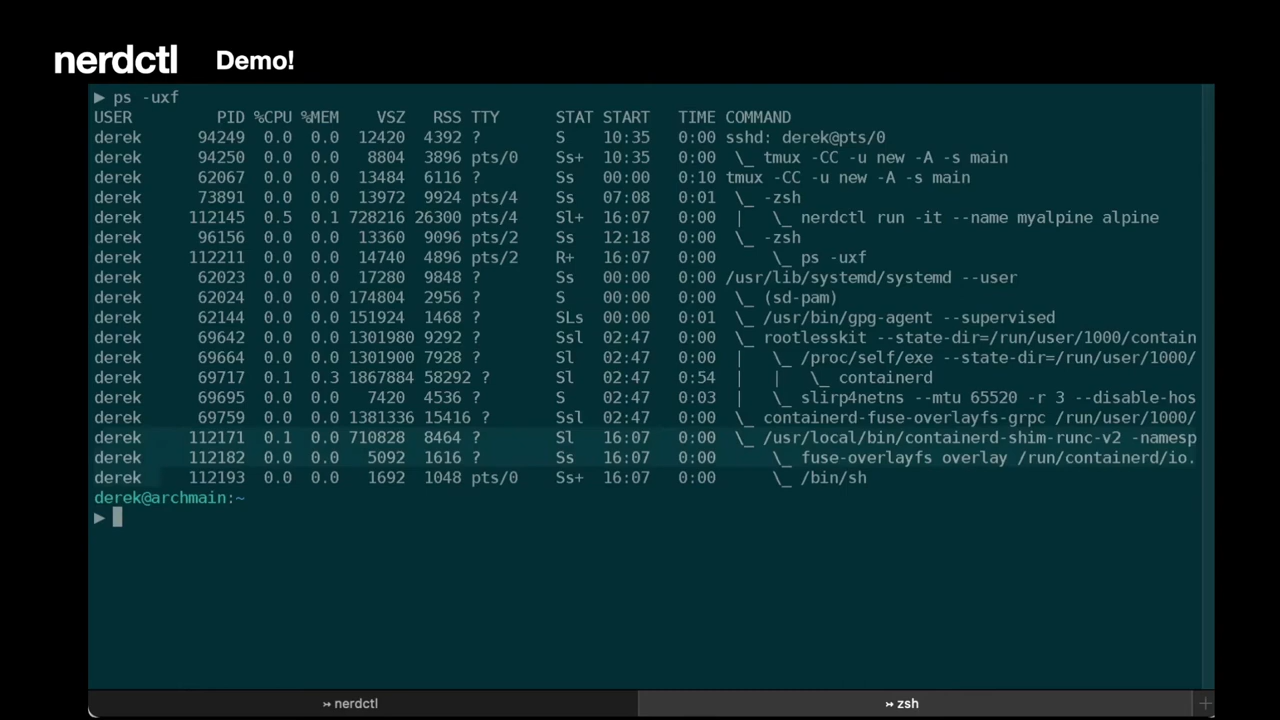 nerdctl Demo!
▶ ps -uxf
USER PID %CPU %MEM VSZ RSS TTY STAT START TIME COMMAND
derek 94249 0.0 0.0 12420 4392 ? S 10:35 0:00 sshd: derek@pts/0
derek 94250 0.0 0.0 8804 3896 pts/0 Ss+ 10:35 0:00 \_ tmux -CC -u new -A -s main
derek 62067 0.0 0.0 13484 6116 ? Ss 00:00 0:10 tmux -CC -u new -A -s main
derek 73891 0.0 0.0 13972 9924 pts/4 Ss 07:08 0:01 \_ -zsh
derek 112145 0.5 0.1 728216 26300 pts/4 Sl+ 16:07 0:00 | \_ nerdctl run -it --name myalpine alpine
derek 96156 0.0 0.0 13360 9096 pts/2 Ss 12:18 0:00 \_ -zsh
derek 112211 0.0 0.0 14740 4896 pts/2 R+ 16:07 0:00 \_ ps -uxf
derek 62023 0.0 0.0 17280 9848 ? Ss 00:00 0:00 /usr/lib/systemd/systemd --user
derek 62024 0.0 0.0 174804 2956 ? S 00:00 0:00 \_ (sd-pam)
derek 62144 0.0 0.0 151924 1468 ? SLs 00:00 0:01 \_ /usr/bin/gpg-agent --supervised
derek 69642 0.0 0.0 1301980 9292 ? Ssl 02:47 0:00 \_ rootlesskit --state-dir=/run/user/1000/contain
derek 69664 0.0 0.0 1301900 7928 ? Sl 02:47 0:00 | \_ /proc/self/exe --state-dir=/run/user/1000/
derek 69717 0.1 0.3 1867884 58292 ? Sl 02:47 0:54 | | \_ containerd
derek 69695 0.0 0.0 7420 4536 ? S 02:47 0:03 | \_ slirp4netns --mtu 65520 -r 3 --disable-hos
derek 69759 0.0 0.0 1381336 15416 ? Ssl 02:47 0:00 \_ containerd-fuse-overlayfs-grpc /run/user/1000/
derek 112171 0.1 0.0 710828 8464 ? Sl 16:07 0:00 \_ /usr/local/bin/containerd-shim-runc-v2 -namesp
derek 112182 0.0 0.0 5092 1616 ? Ss 16:07 0:00 \_ fuse-overlayfs overlay /run/containerd/io.
derek 112193 0.0 0.0 1692 1048 pts/0 Ss+ 16:07 0:00 \_ /bin/sh
derek@archmain:~
▶
↣ nerdctl ↣ zsh +